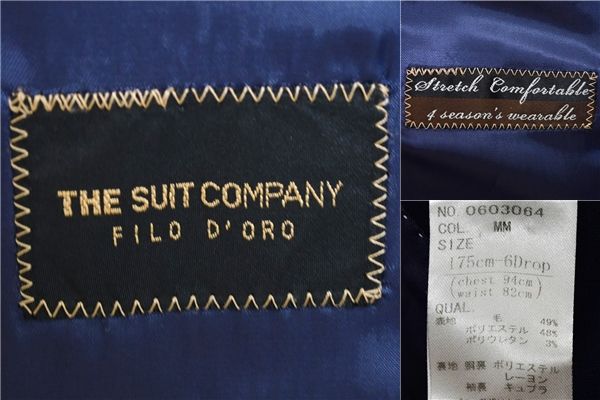 THE SUIT COMPANY
FILO D'ORO
Stretch Comfortable
4 season's wearable
NO. 0603064
COL. MM
SIZE
175cm-6Drop
(chest 94cm)
(waist 82cm)
QUAL.
表地 毛 49%
ポリエステル 48%
ポリウレタン 3%
裏地 胴裏 ポリエステル
レーヨン
袖裏 キュプラ